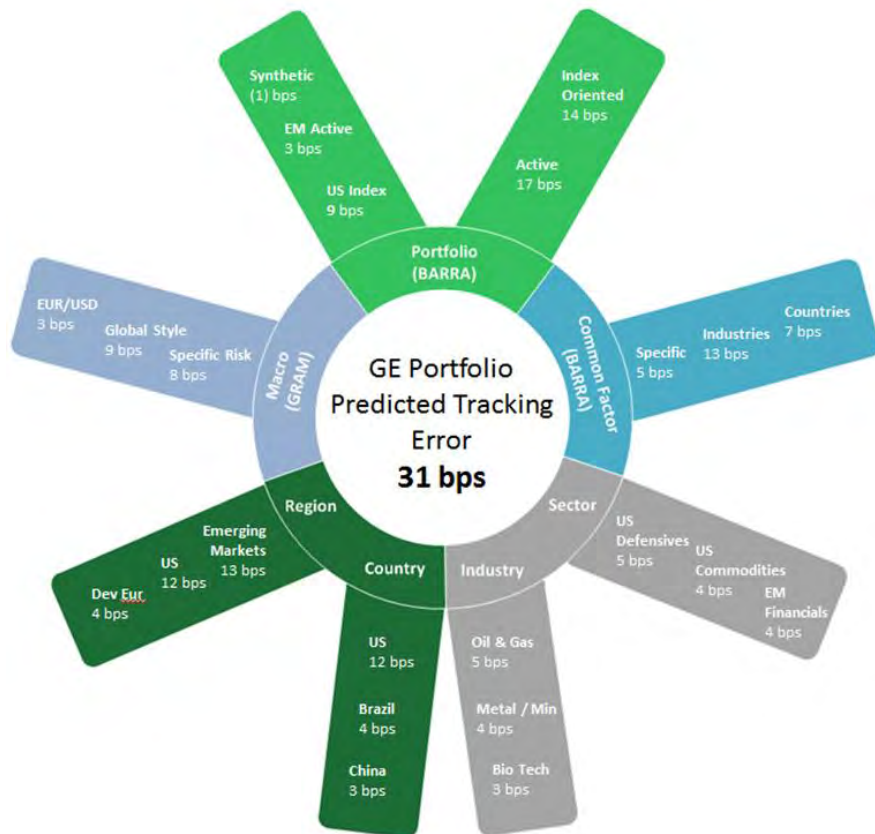 GE Portfolio
Predicted Tracking
Error
31 bps
Portfolio
(BARRA)
Synthetic
(1) bps
EM Active
3 bps
US Index
9 bps
Index
Oriented
14 bps
Active
17 bps
Common Factor
(BARRA)
Specific
5 bps
Industries
13 bps
Countries
7 bps
Sector
US
Defensives
5 bps
US
Commodities
4 bps
EM
Financials
4 bps
Industry
Oil & Gas
5 bps
Metal / Min
4 bps
Bio Tech
3 bps
Country
US
12 bps
Brazil
4 bps
China
3 bps
Region
Emerging
Markets
13 bps
US
12 bps
Dev Eur
4 bps
Macro
(GRAM)
EUR/USD
3 bps
Global Style
9 bps
Specific Risk
8 bps